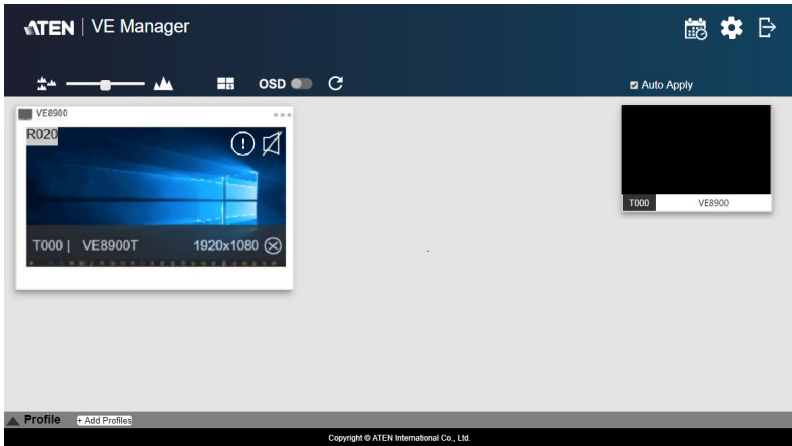 ATEN | VE Manager
OSD
Auto Apply
VE8900
R020
T000 | VE8900T 1920x1080
T000 VE8900
Profile + Add Profiles
Copyright © ATEN International Co., Ltd.